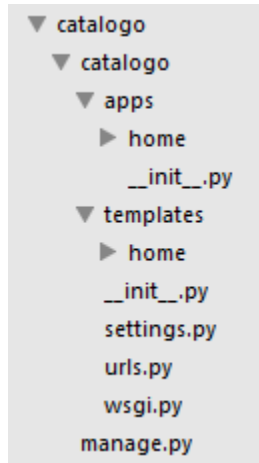 catalogo
catalogo
apps
home
__init__.py
templates
home
__init__.py
settings.py
urls.py
wsgi.py
manage.py